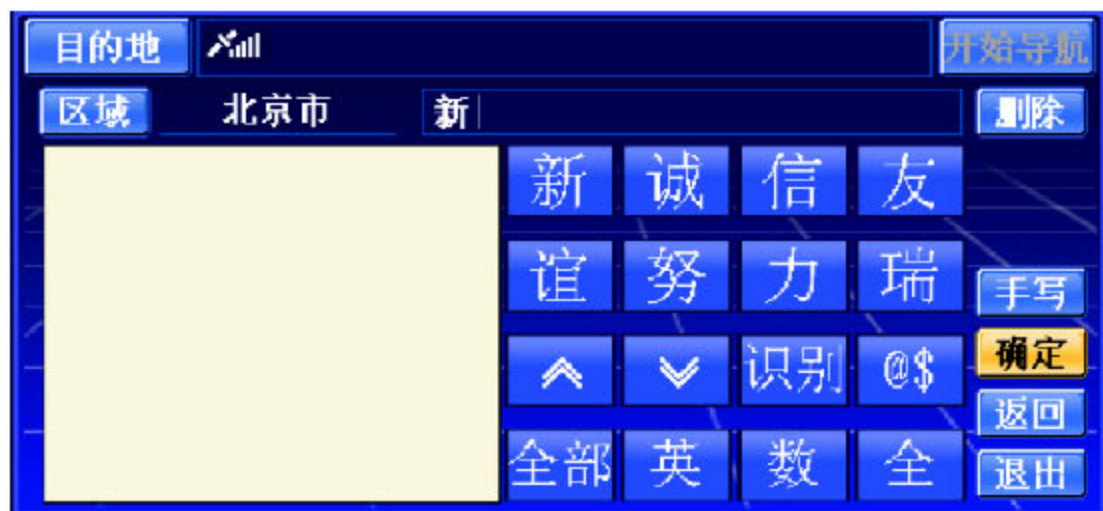 目的地 开始导航
区域 北京市 新 删除
新 诚 信 友
谊 努 力 瑞 手写
识别 @$ 确定
返回
全部 英 数 全 退出